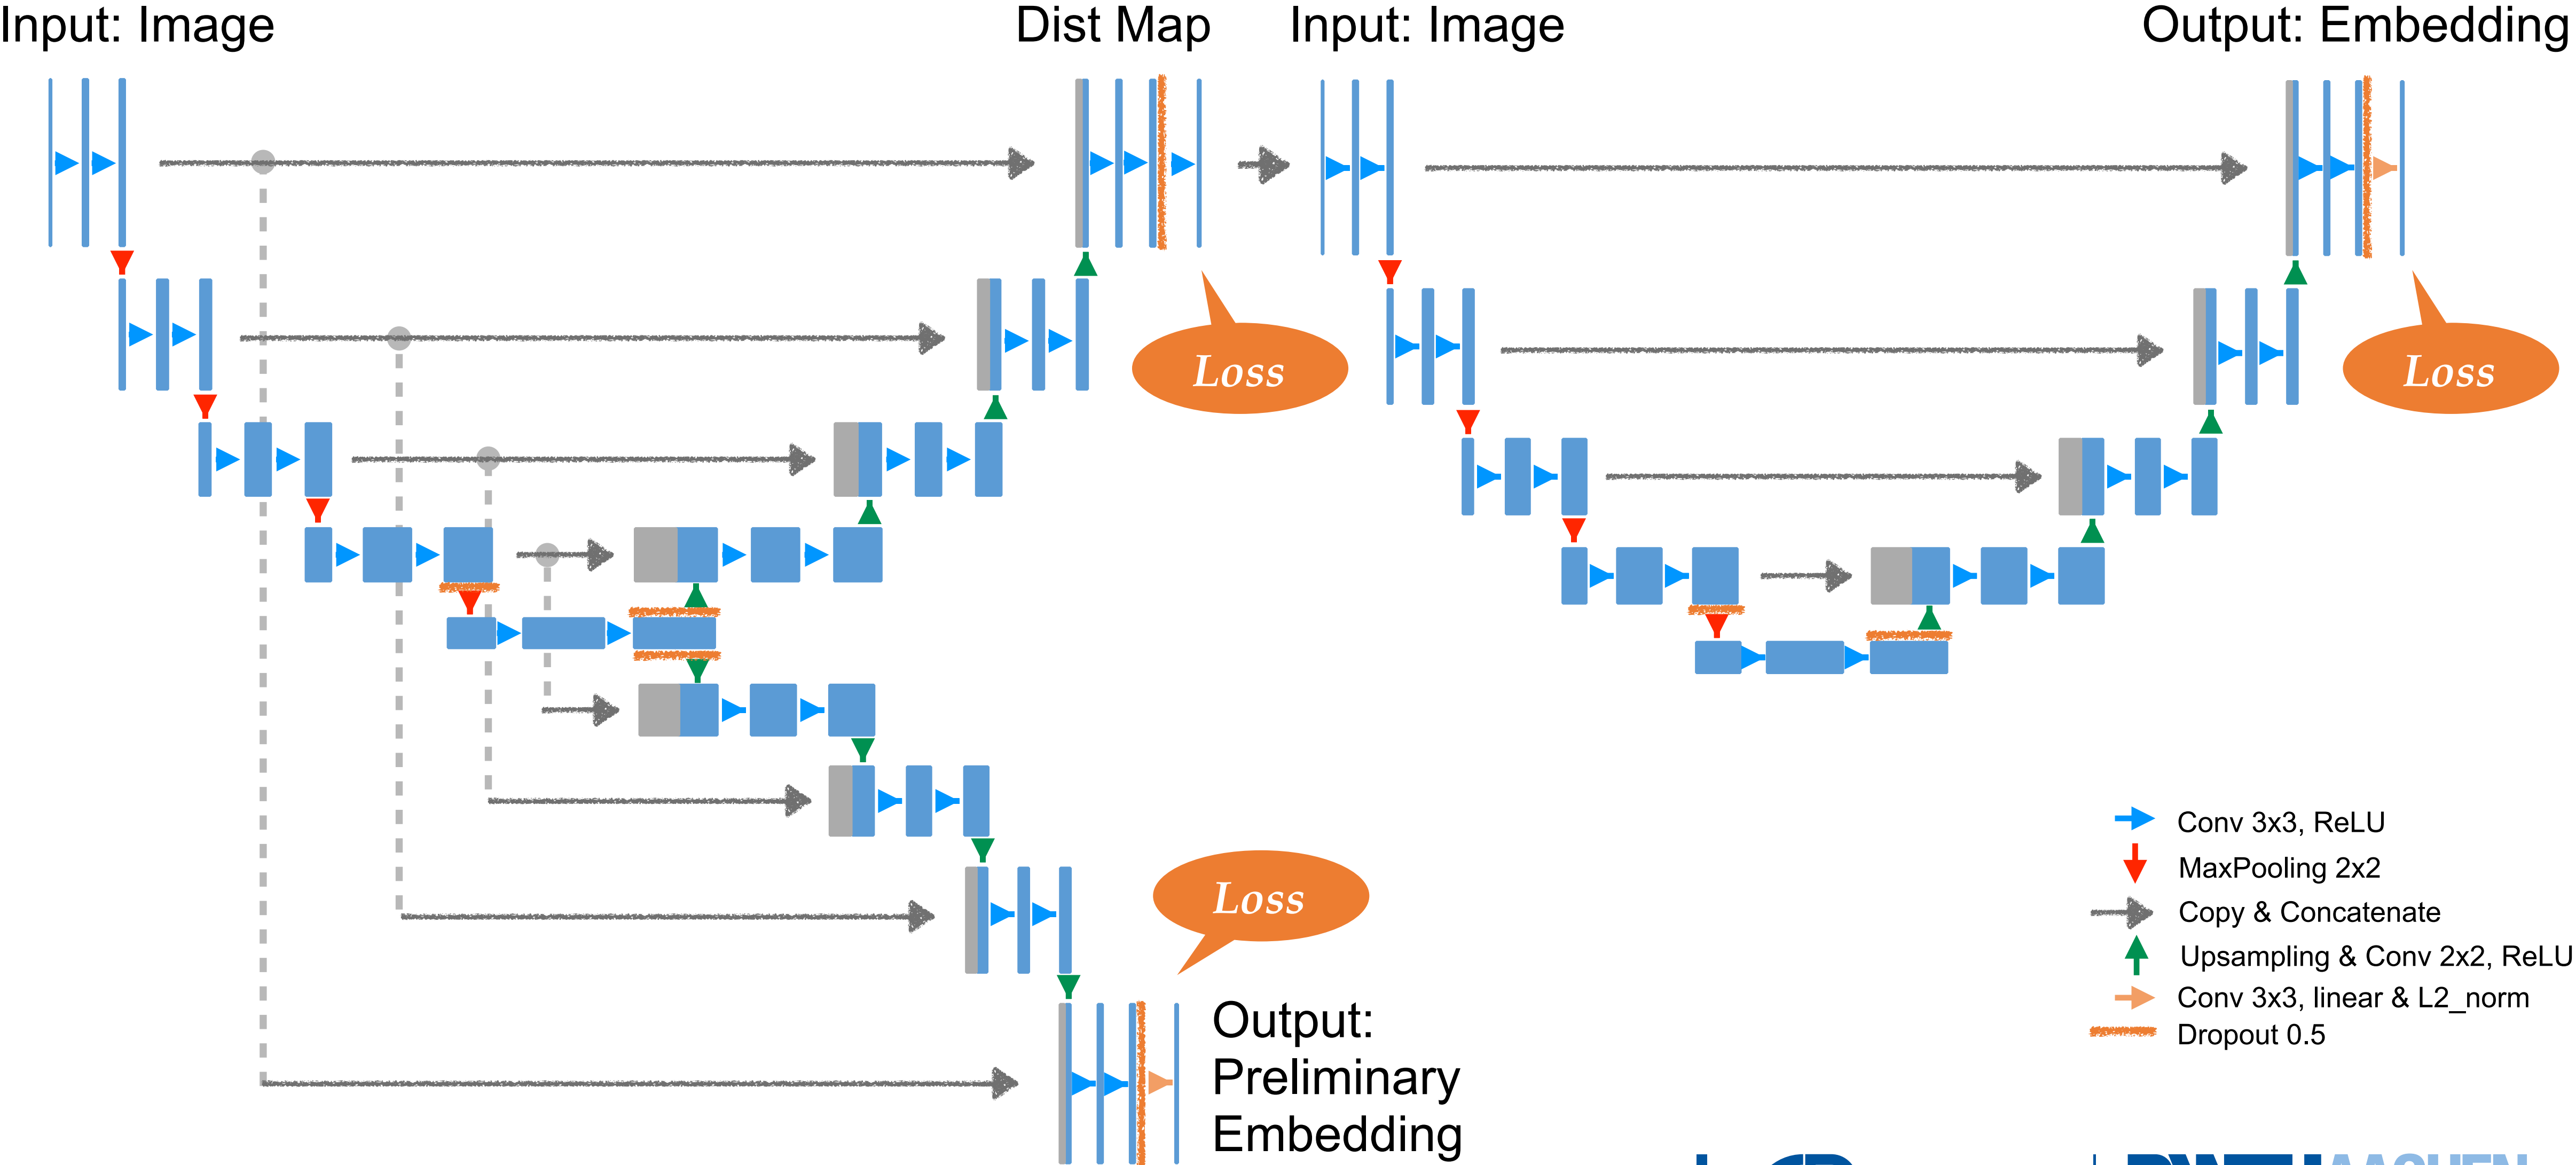 Input: Image
Dist Map
Input: Image
Output: Embedding
Loss
Loss
Loss
Output:
Preliminary
Embedding
Conv 3x3, ReLU
MaxPooling 2x2
Copy & Concatenate
Upsampling & Conv 2x2, ReLU
Conv 3x3, linear & L2_norm
Dropout 0.5